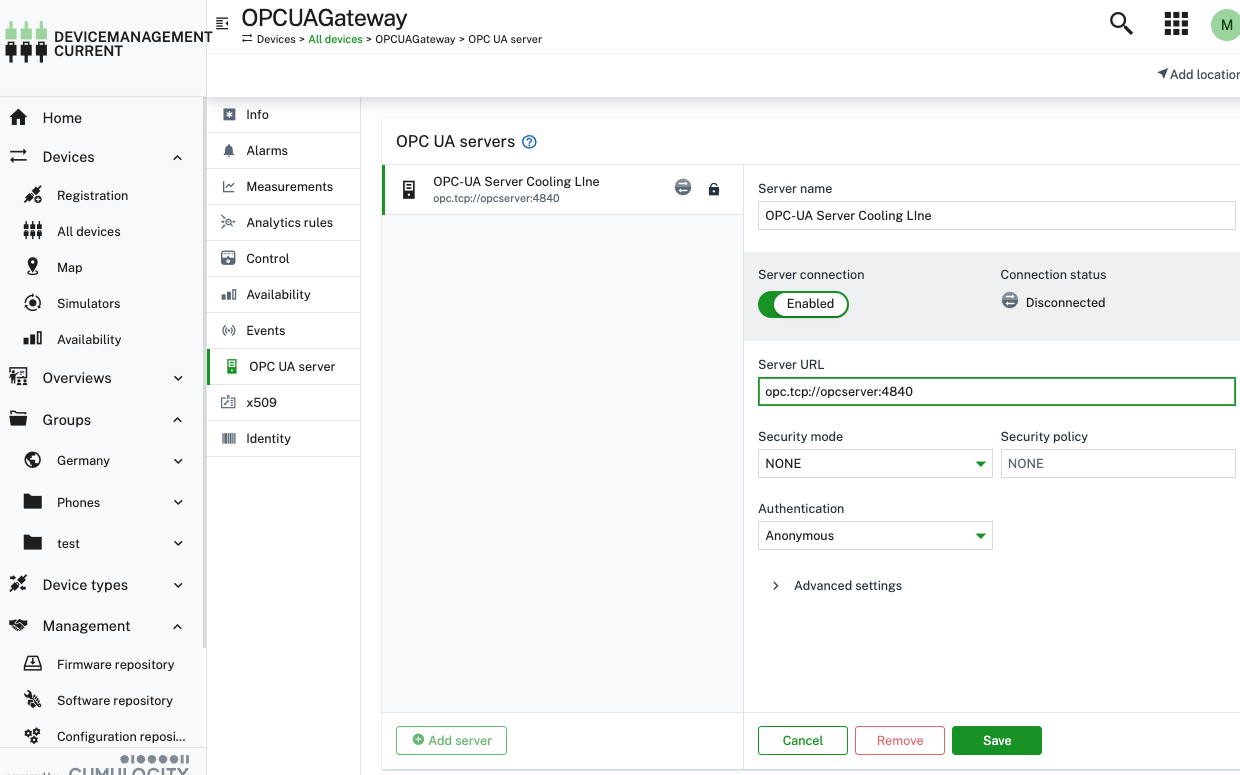 DEVICEMANAGEMENT
CURRENT
OPCUAGateway
Devices > All devices > OPCUAGateway > OPC UA server
M
Add location
Home
Devices
Registration
All devices
Map
Simulators
Availability
Overviews
Groups
Germany
Phones
test
Device types
Management
Firmware repository
Software repository
Configuration reposi...
CUMULOCITY
Info
Alarms
Measurements
Analytics rules
Control
Availability
Events
OPC UA server
x509
Identity
OPC UA servers
OPC-UA Server Cooling LIne
opc.tcp://opcserver:4840
Add server
Server name
OPC-UA Server Cooling LIne
Server connection
Connection status
Enabled
Disconnected
Server URL
opc.tcp://opcserver:4840
Security mode
Security policy
NONE
NONE
Authentication
Anonymous
Advanced settings
Cancel
Remove
Save